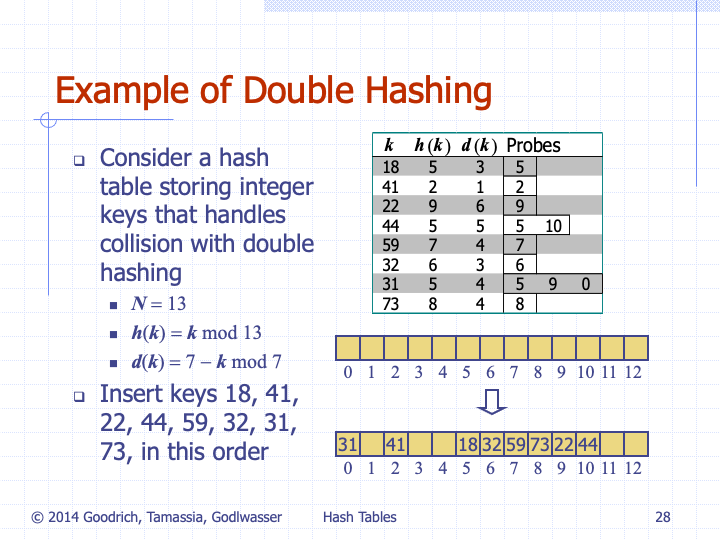 Example of Double Hashing
❑ Consider a hash
table storing integer
keys that handles
collision with double
hashing
■ N = 13
■ h(k) = k mod 13
■ d(k) = 7 − k mod 7
❑ Insert keys 18, 41,
22, 44, 59, 32, 31,
73, in this order
k h(k) d(k) Probes
18 5 3 5
41 2 1 2
22 9 6 9
44 5 5 5 10
59 7 4 7
32 6 3 6
31 5 4 5 9 0
73 8 4 8
0 1 2 3 4 5 6 7 8 9 10 11 12
31 41 18 32 59 73 22 44
0 1 2 3 4 5 6 7 8 9 10 11 12
© 2014 Goodrich, Tamassia, Godlwasser
Hash Tables
28